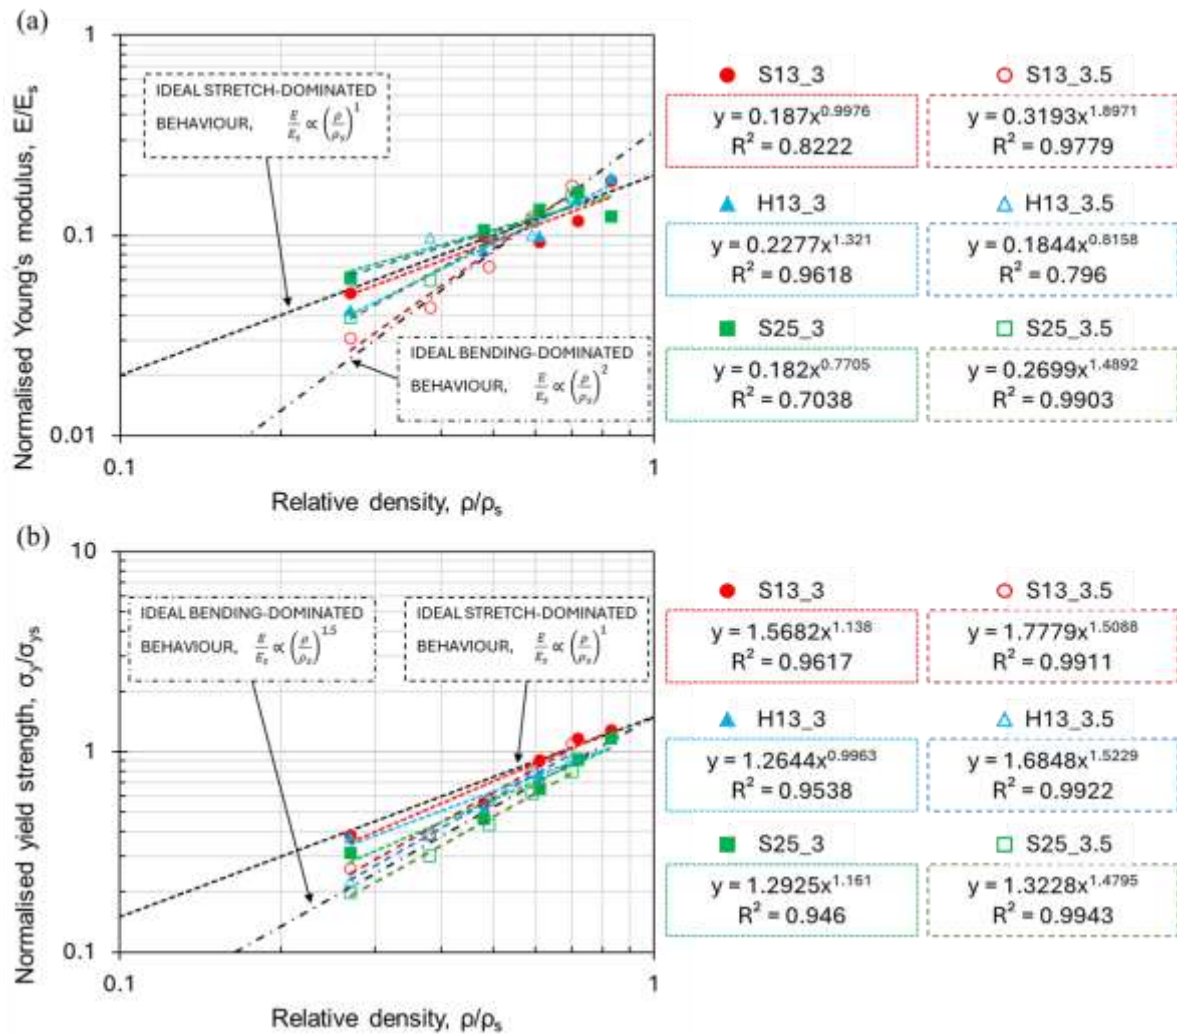 (a)
1
0.1
0.01
0.1
1
Normalised Young's modulus, E/Eₛ
Relative density, ρ/ρₛ
IDEAL STRETCH-DOMINATED
BEHAVIOUR, E/Eₛ ∝ (ρ/ρₛ)¹
IDEAL BENDING-DOMINATED
BEHAVIOUR, E/Eₛ ∝ (ρ/ρₛ)²
S13_3
y = 0.187x^0.9976
R² = 0.8222
S13_3.5
y = 0.3193x^1.8971
R² = 0.9779
H13_3
y = 0.2277x^1.321
R² = 0.9618
H13_3.5
y = 0.1844x^0.8158
R² = 0.796
S25_3
y = 0.182x^0.7705
R² = 0.7038
S25_3.5
y = 0.2699x^1.4892
R² = 0.9903
(b)
10
1
0.1
0.1
1
Normalised yield strength, σy/σys
Relative density, ρ/ρₛ
IDEAL BENDING-DOMINATED
BEHAVIOUR, E/Eₛ ∝ (ρ/ρₛ)^1.5
IDEAL STRETCH-DOMINATED
BEHAVIOUR, E/Eₛ ∝ (ρ/ρₛ)¹
S13_3
y = 1.5682x^1.138
R² = 0.9617
S13_3.5
y = 1.7779x^1.5088
R² = 0.9911
H13_3
y = 1.2644x^0.9963
R² = 0.9538
H13_3.5
y = 1.6848x^1.5229
R² = 0.9922
S25_3
y = 1.2925x^1.161
R² = 0.946
S25_3.5
y = 1.3228x^1.4795
R² = 0.9943